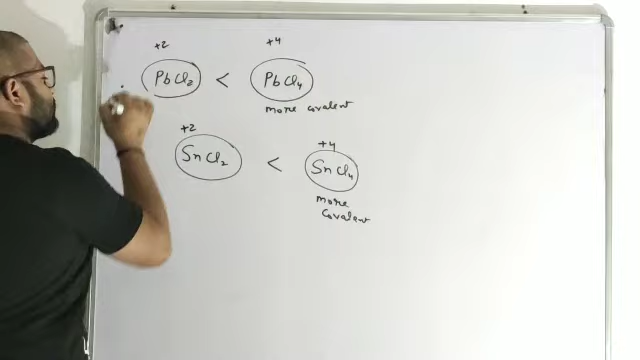 +2 +4
PbCl2 < PbCl4
more covalent
+2 +4
SnCl2 < SnCl4
more
covalent